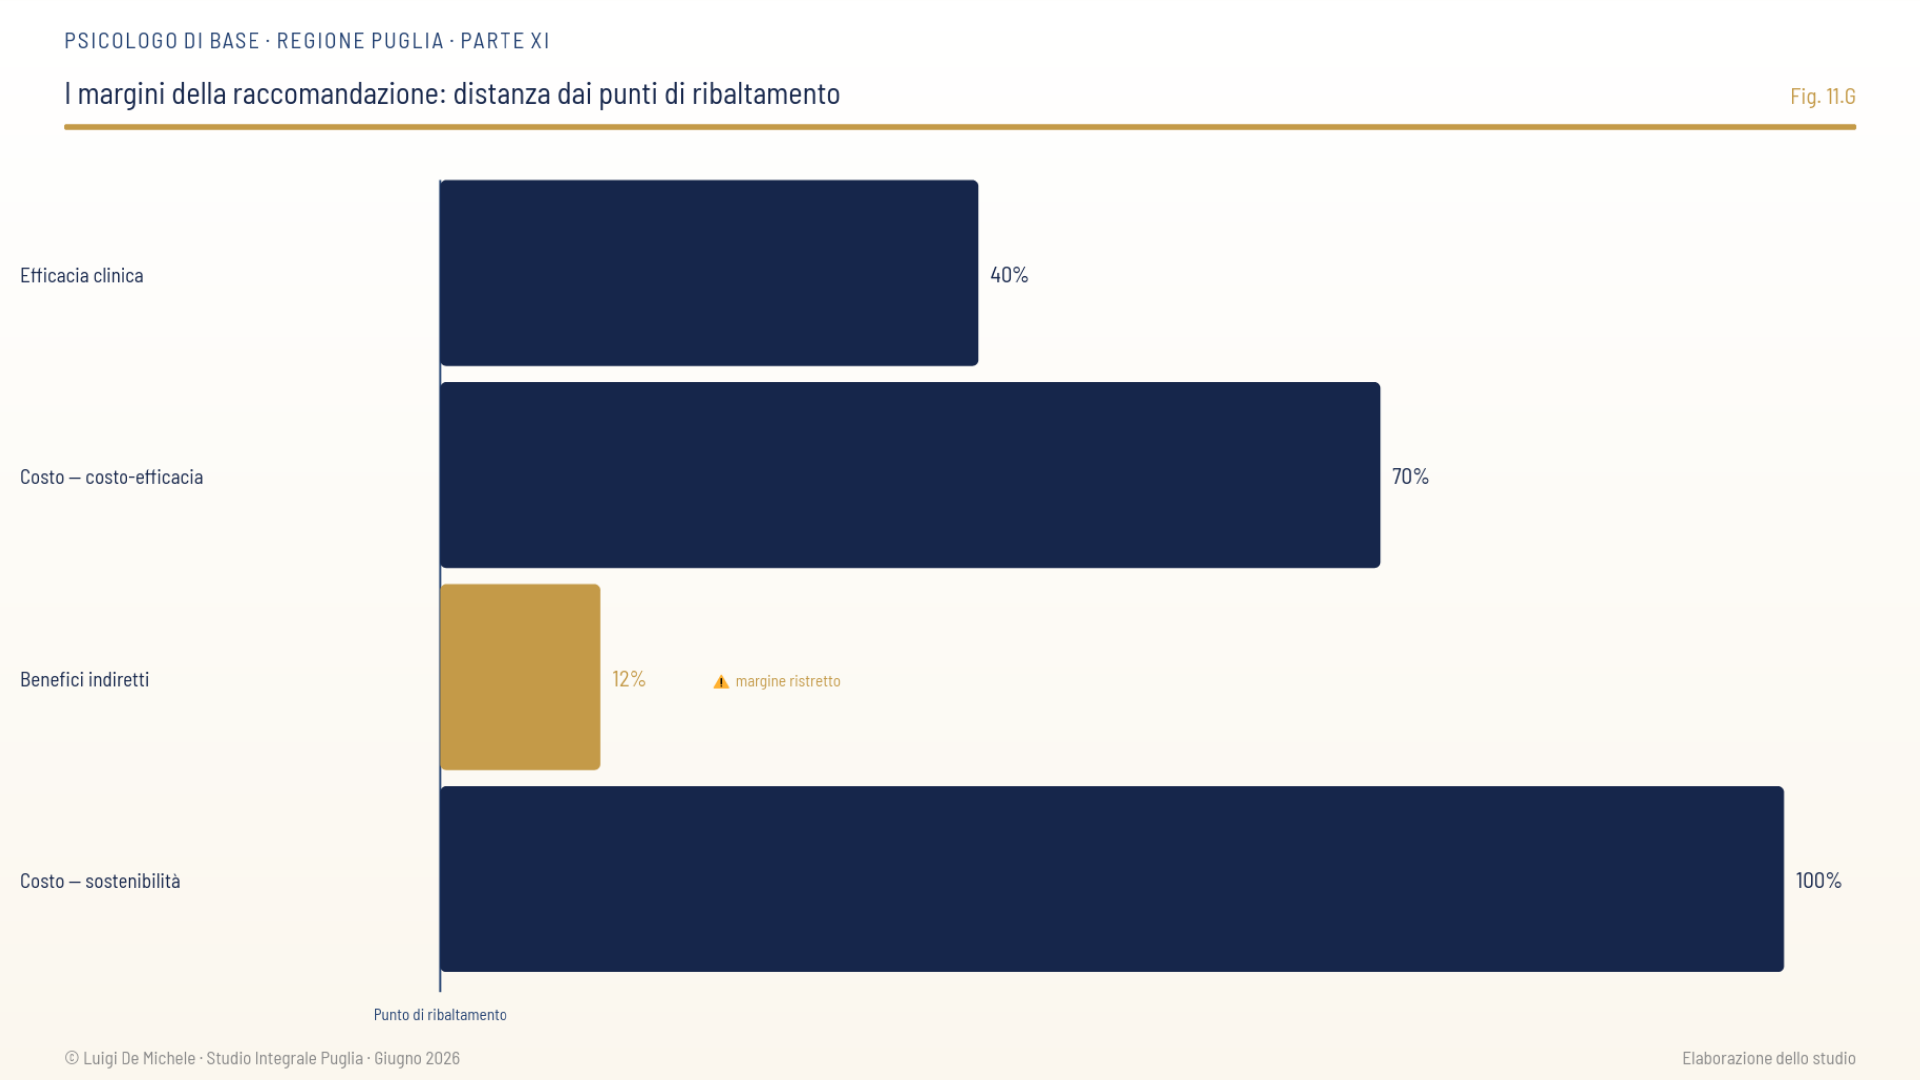 PSICOLOGO DI BASE · REGIONE PUGLIA · PARTE XI
I margini della raccomandazione: distanza dai punti di ribaltamento
Fig. 11.G
Efficacia clinica
40%
Costo — costo-efficacia
70%
Benefici indiretti
12%
⚠ margine ristretto
Costo — sostenibilità
100%
Punto di ribaltamento
© Luigi De Michele · Studio Integrale Puglia · Giugno 2026
Elaborazione dello studio